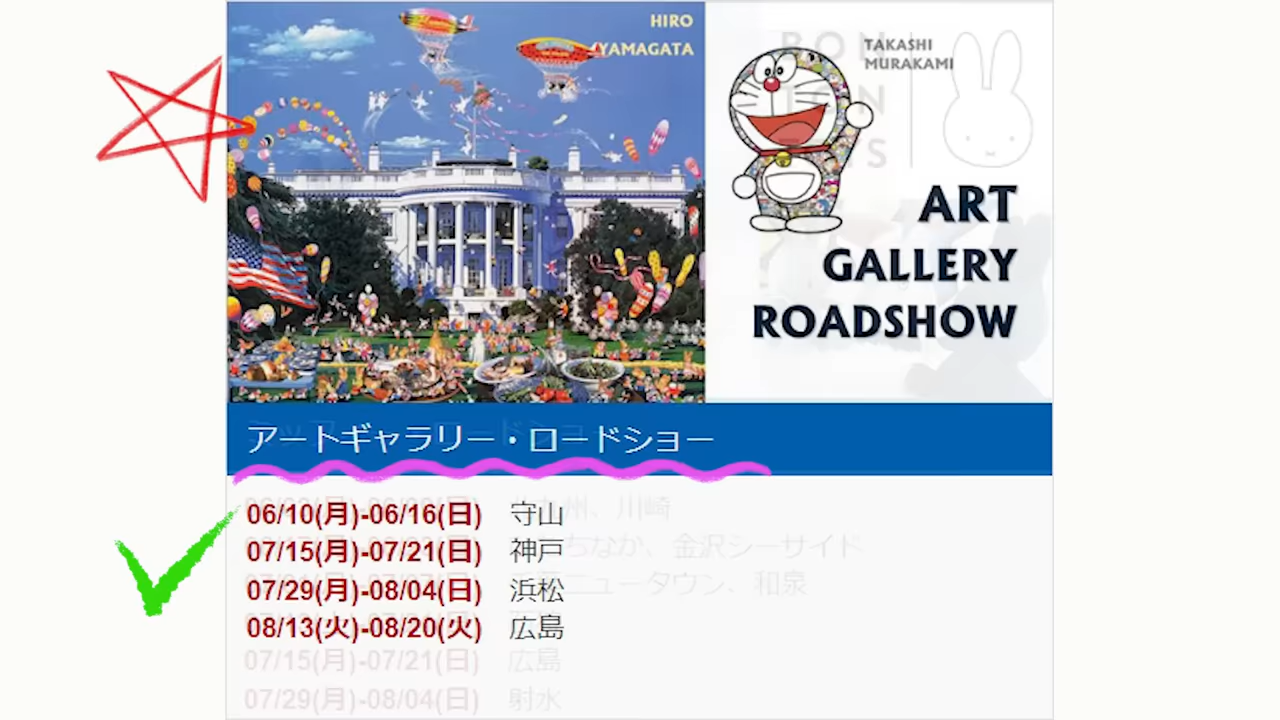 HIRO
YAMAGATA
TAKASHI
MURAKAMI
BON
TON
YS
ART
GALLERY
ROADSHOW
アートギャラリー・ロードショー
06/10(月)-06/16(日) 守山
07/15(月)-07/21(日) 神戸
07/29(月)-08/04(日) 浜松
08/13(火)-08/20(火) 広島
07/15(月)-07/21(日) 広島
07/29(月)-08/04(日) 射水